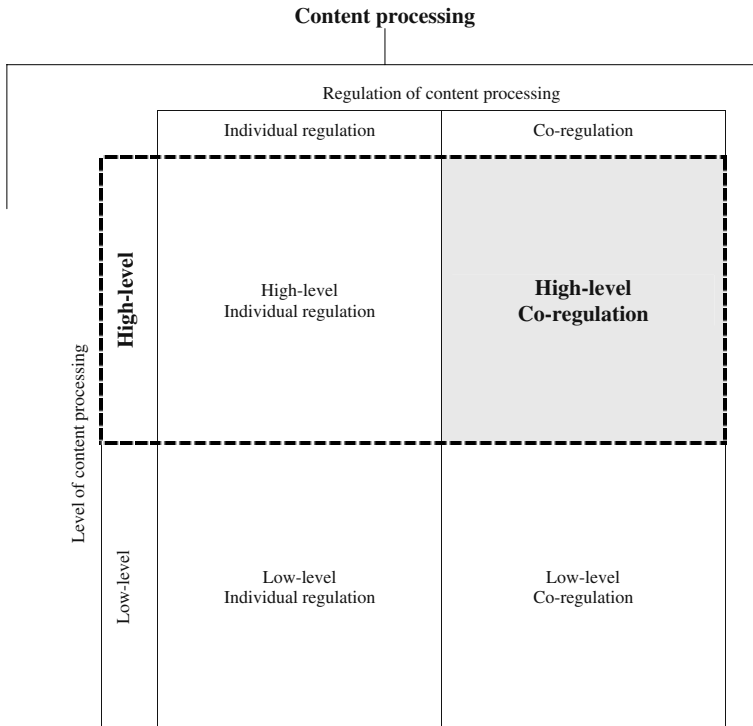 Content processing
Regulation of content processing
Individual regulation
Co-regulation
Level of content processing
High-level
High-level
Individual regulation
High-level
Co-regulation
Low-level
Low-level
Individual regulation
Low-level
Co-regulation